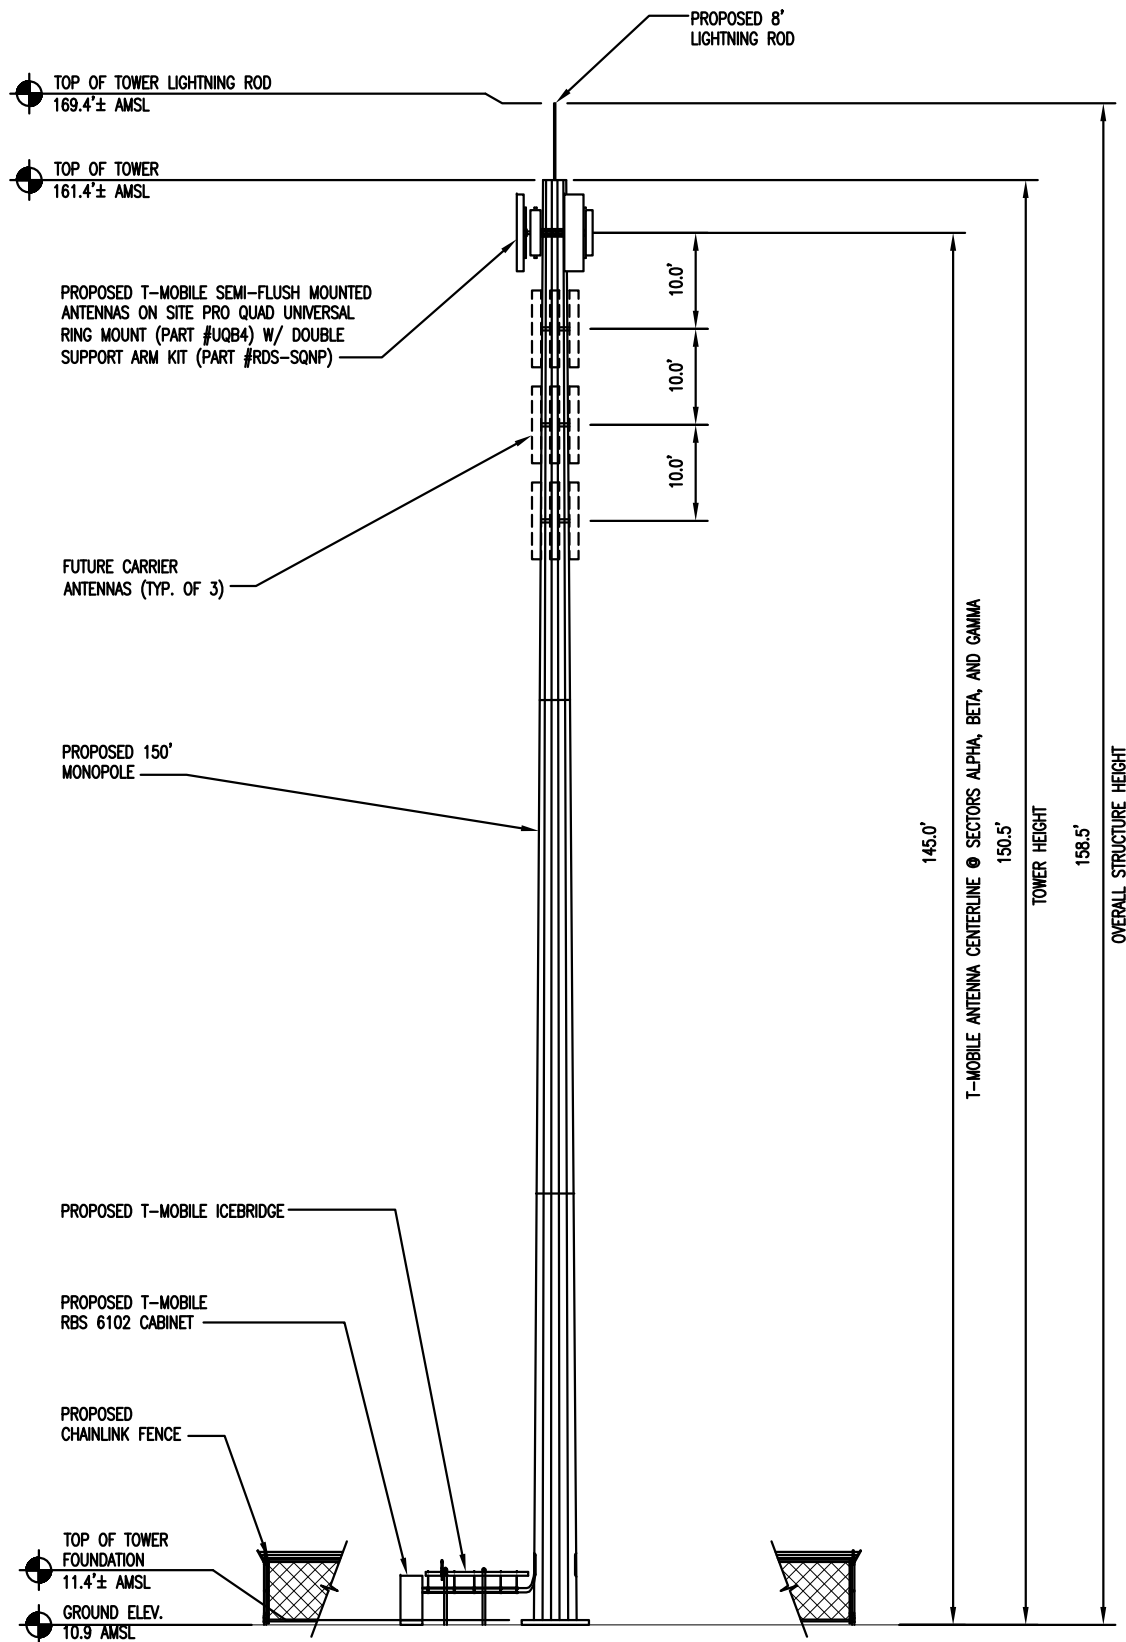 PROPOSED 8'
LIGHTNING ROD
TOP OF TOWER LIGHTNING ROD
169.4'± AMSL
TOP OF TOWER
161.4'± AMSL
PROPOSED T-MOBILE SEMI-FLUSH MOUNTED
ANTENNAS ON SITE PRO QUAD UNIVERSAL
RING MOUNT (PART #UQB4) W/ DOUBLE
SUPPORT ARM KIT (PART #RDS-SQNP)
10.0'
10.0'
10.0'
FUTURE CARRIER
ANTENNAS (TYP. OF 3)
PROPOSED 150'
MONOPOLE
145.0'
T-MOBILE ANTENNA CENTERLINE @ SECTORS ALPHA, BETA, AND GAMMA
150.5'
TOWER HEIGHT
158.5'
OVERALL STRUCTURE HEIGHT
PROPOSED T-MOBILE ICEBRIDGE
PROPOSED T-MOBILE
RBS 6102 CABINET
PROPOSED
CHAINLINK FENCE
TOP OF TOWER
FOUNDATION
11.4'± AMSL
GROUND ELEV.
10.9 AMSL